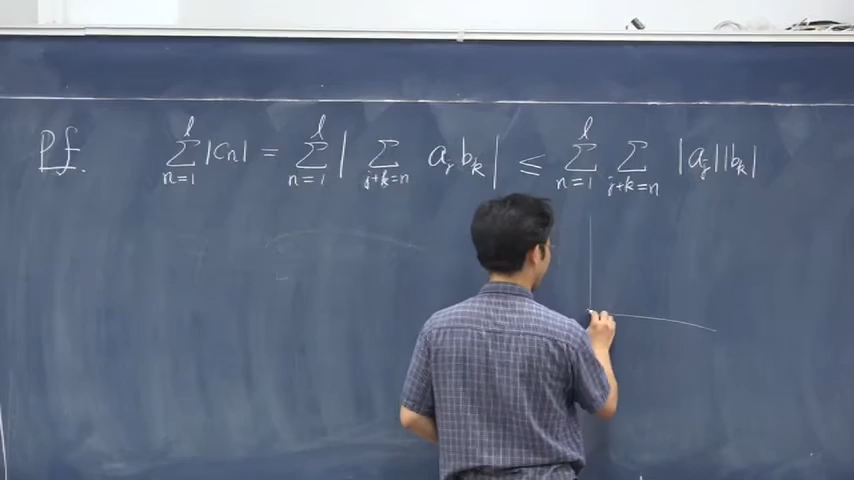 Pf. $\sum_{n=1}^{l} |c_n| = \sum_{n=1}^{l} \left| \sum_{j+k=n} a_j b_k \right| \leq \sum_{n=1}^{l} \sum_{j+k=n} |a_j||b_k|$